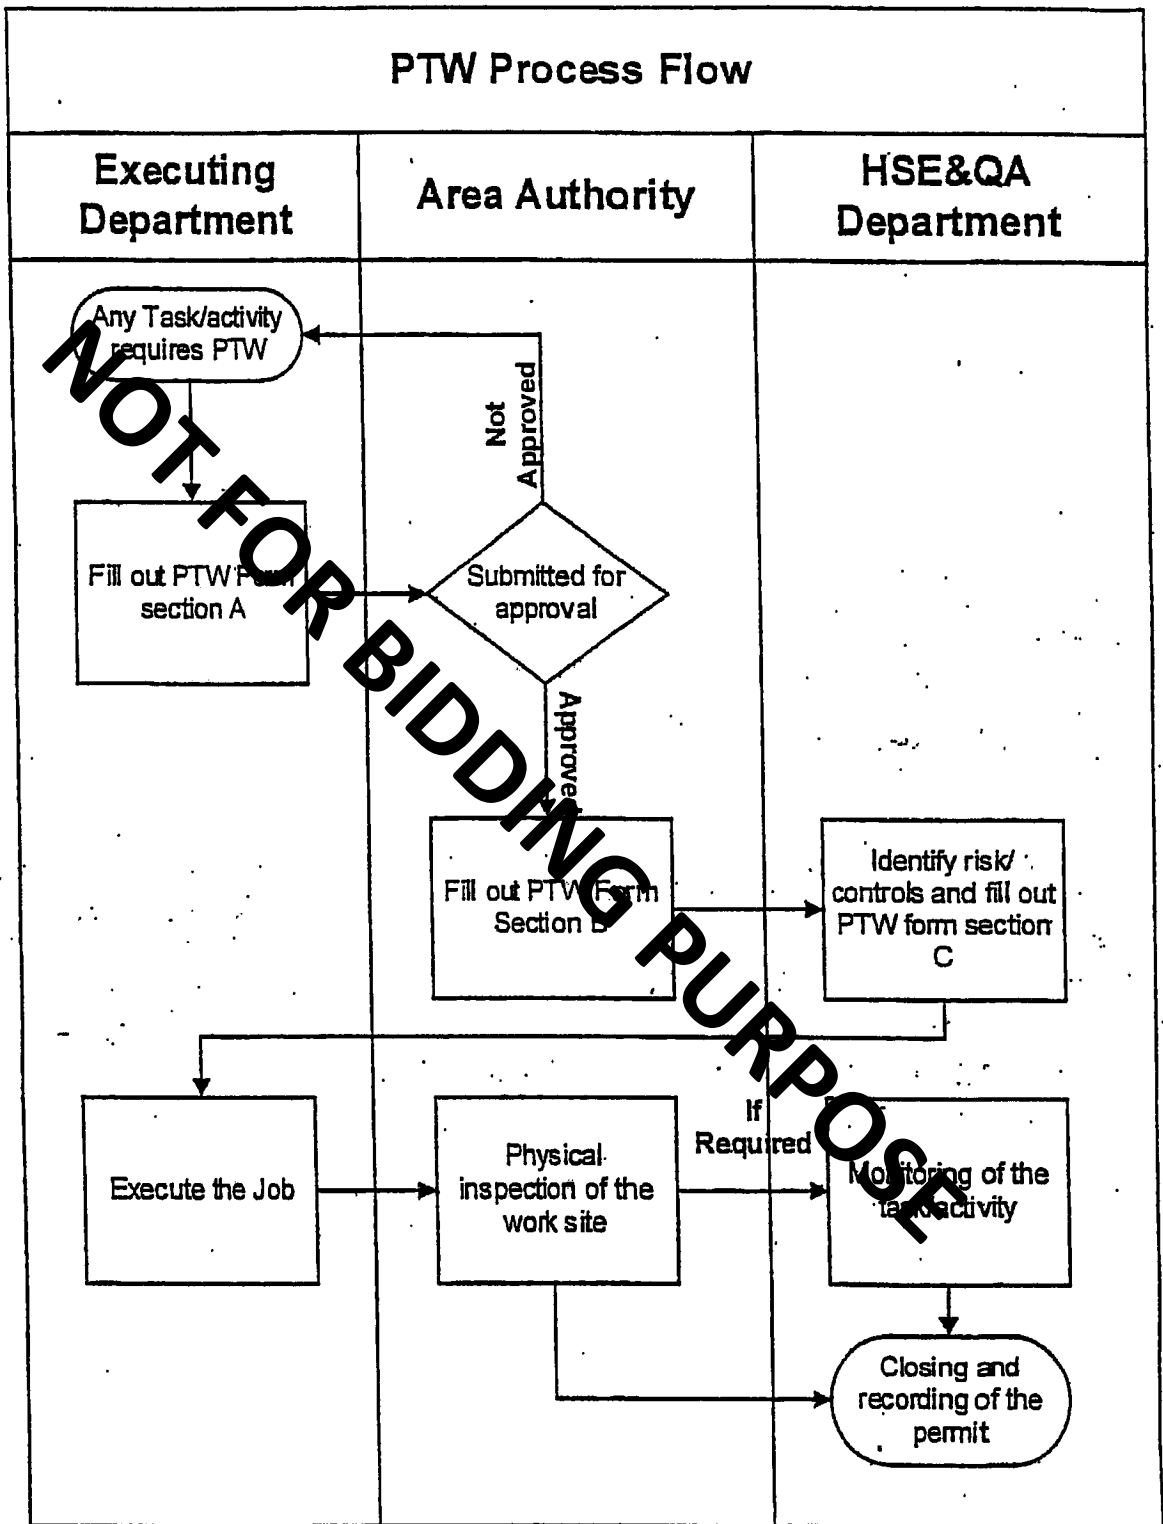 PTW Process Flow
Executing
Department
Area Authority
HSE&QA
Department
Any Task/activity
requires PTW
Not
Approved
Fill out PTW Form
section A
Submitted for
approval
Approved
Fill out PTW Form
Section
Identify risk/
controls and fill out
PTW form section
C
Execute the Job
Physical
inspection of the
work site
If
Required
Monitoring of the
task/activity
Closing and
recording of the
permit
NOT FOR BIDDING PURPOSE